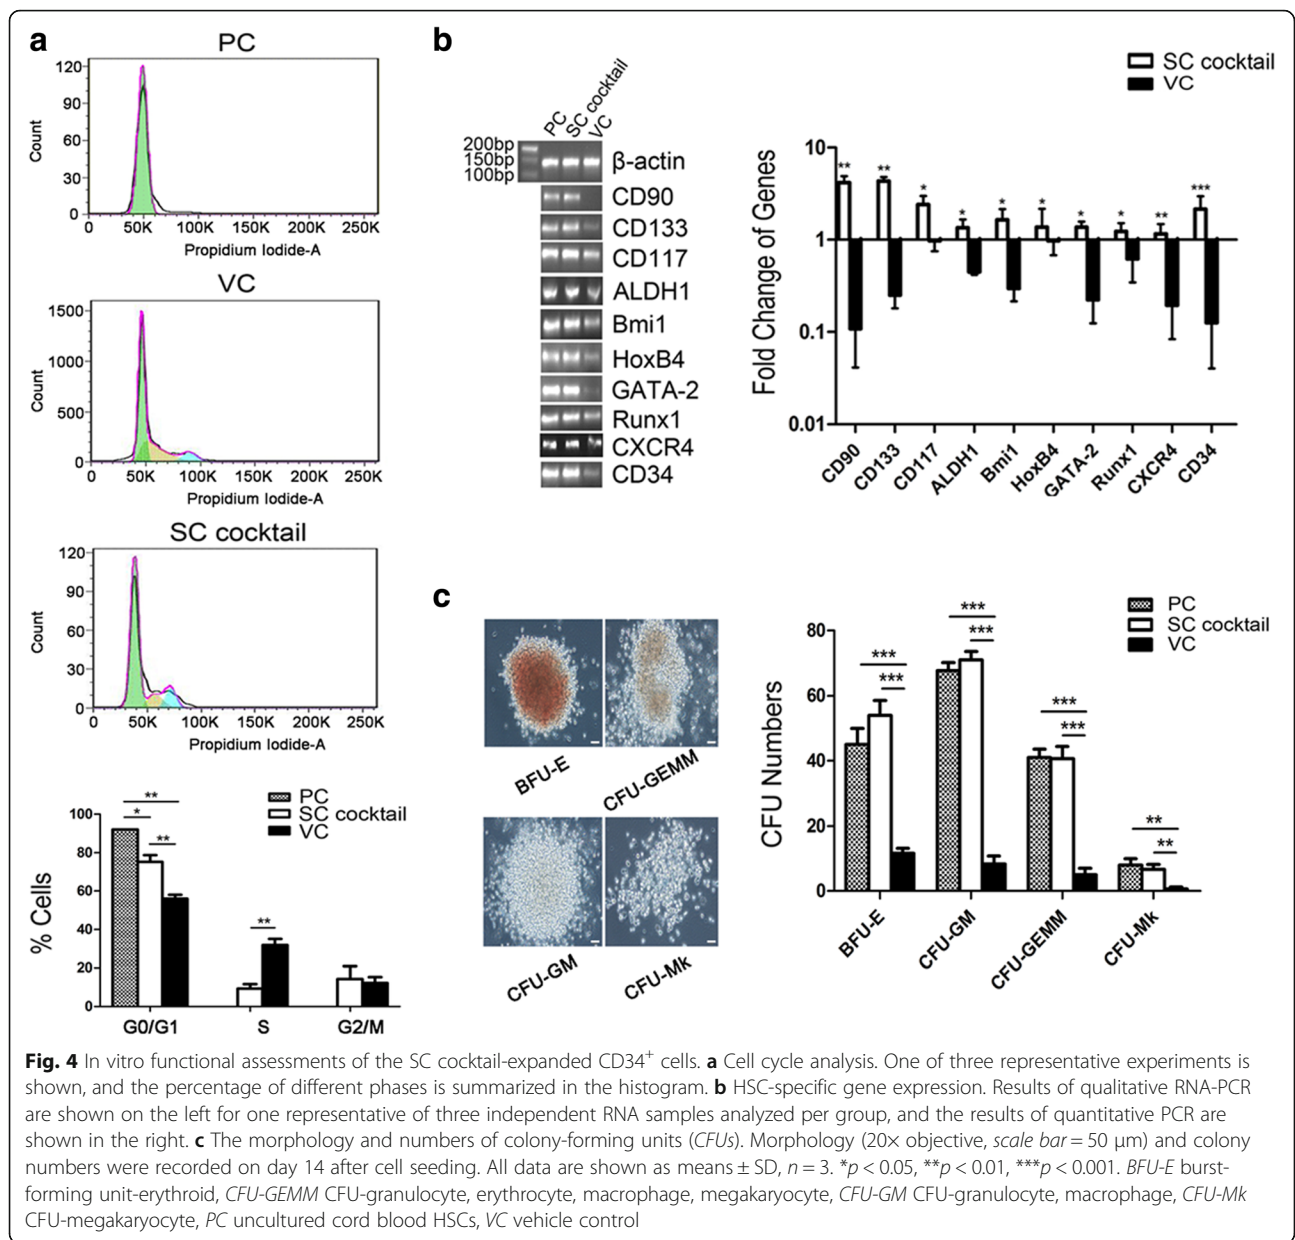 a
PC
120
90
60
30
0
Count
0 50K 100K 150K 200K 250K
Propidium Iodide-A
VC
1500
1000
500
0
Count
0 50K 100K 150K 200K 250K
Propidium Iodide-A
SC cocktail
120
90
60
30
0
Count
0 50K 100K 150K 200K 250K
Propidium Iodide-A
PC
SC cocktail
VC
** * ** **
100
80
60
40
20
0
% Cells
G0/G1 S G2/M
b
PC SC cocktail VC
200bp
150bp
100bp
β-actin
CD90
CD133
CD117
ALDH1
Bmi1
HoxB4
GATA-2
Runx1
CXCR4
CD34
SC cocktail
VC
10
1
0.1
0.01
Fold Change of Genes
** ** * * * * * * ** ***
CD90 CD133 CD117 ALDH1 Bmi1 HoxB4 GATA-2 Runx1 CXCR4 CD34
c
BFU-E CFU-GEMM
CFU-GM CFU-Mk
PC
SC cocktail
VC
80
60
40
20
0
CFU Numbers
*** *** *** *** *** *** ** **
BFU-E CFU-GM CFU-GEMM CFU-Mk
Fig. 4 In vitro functional assessments of the SC cocktail-expanded CD34⁺ cells. a Cell cycle analysis. One of three representative experiments is
shown, and the percentage of different phases is summarized in the histogram. b HSC-specific gene expression. Results of qualitative RNA-PCR
are shown on the left for one representative of three independent RNA samples analyzed per group, and the results of quantitative PCR are
shown in the right. c The morphology and numbers of colony-forming units (CFUs). Morphology (20× objective, scale bar = 50 μm) and colony
numbers were recorded on day 14 after cell seeding. All data are shown as means ± SD, n = 3. *p < 0.05, **p < 0.01, ***p < 0.001. BFU-E burst-
forming unit-erythroid, CFU-GEMM CFU-granulocyte, erythrocyte, macrophage, megakaryocyte, CFU-GM CFU-granulocyte, macrophage, CFU-Mk
CFU-megakaryocyte, PC uncultured cord blood HSCs, VC vehicle control